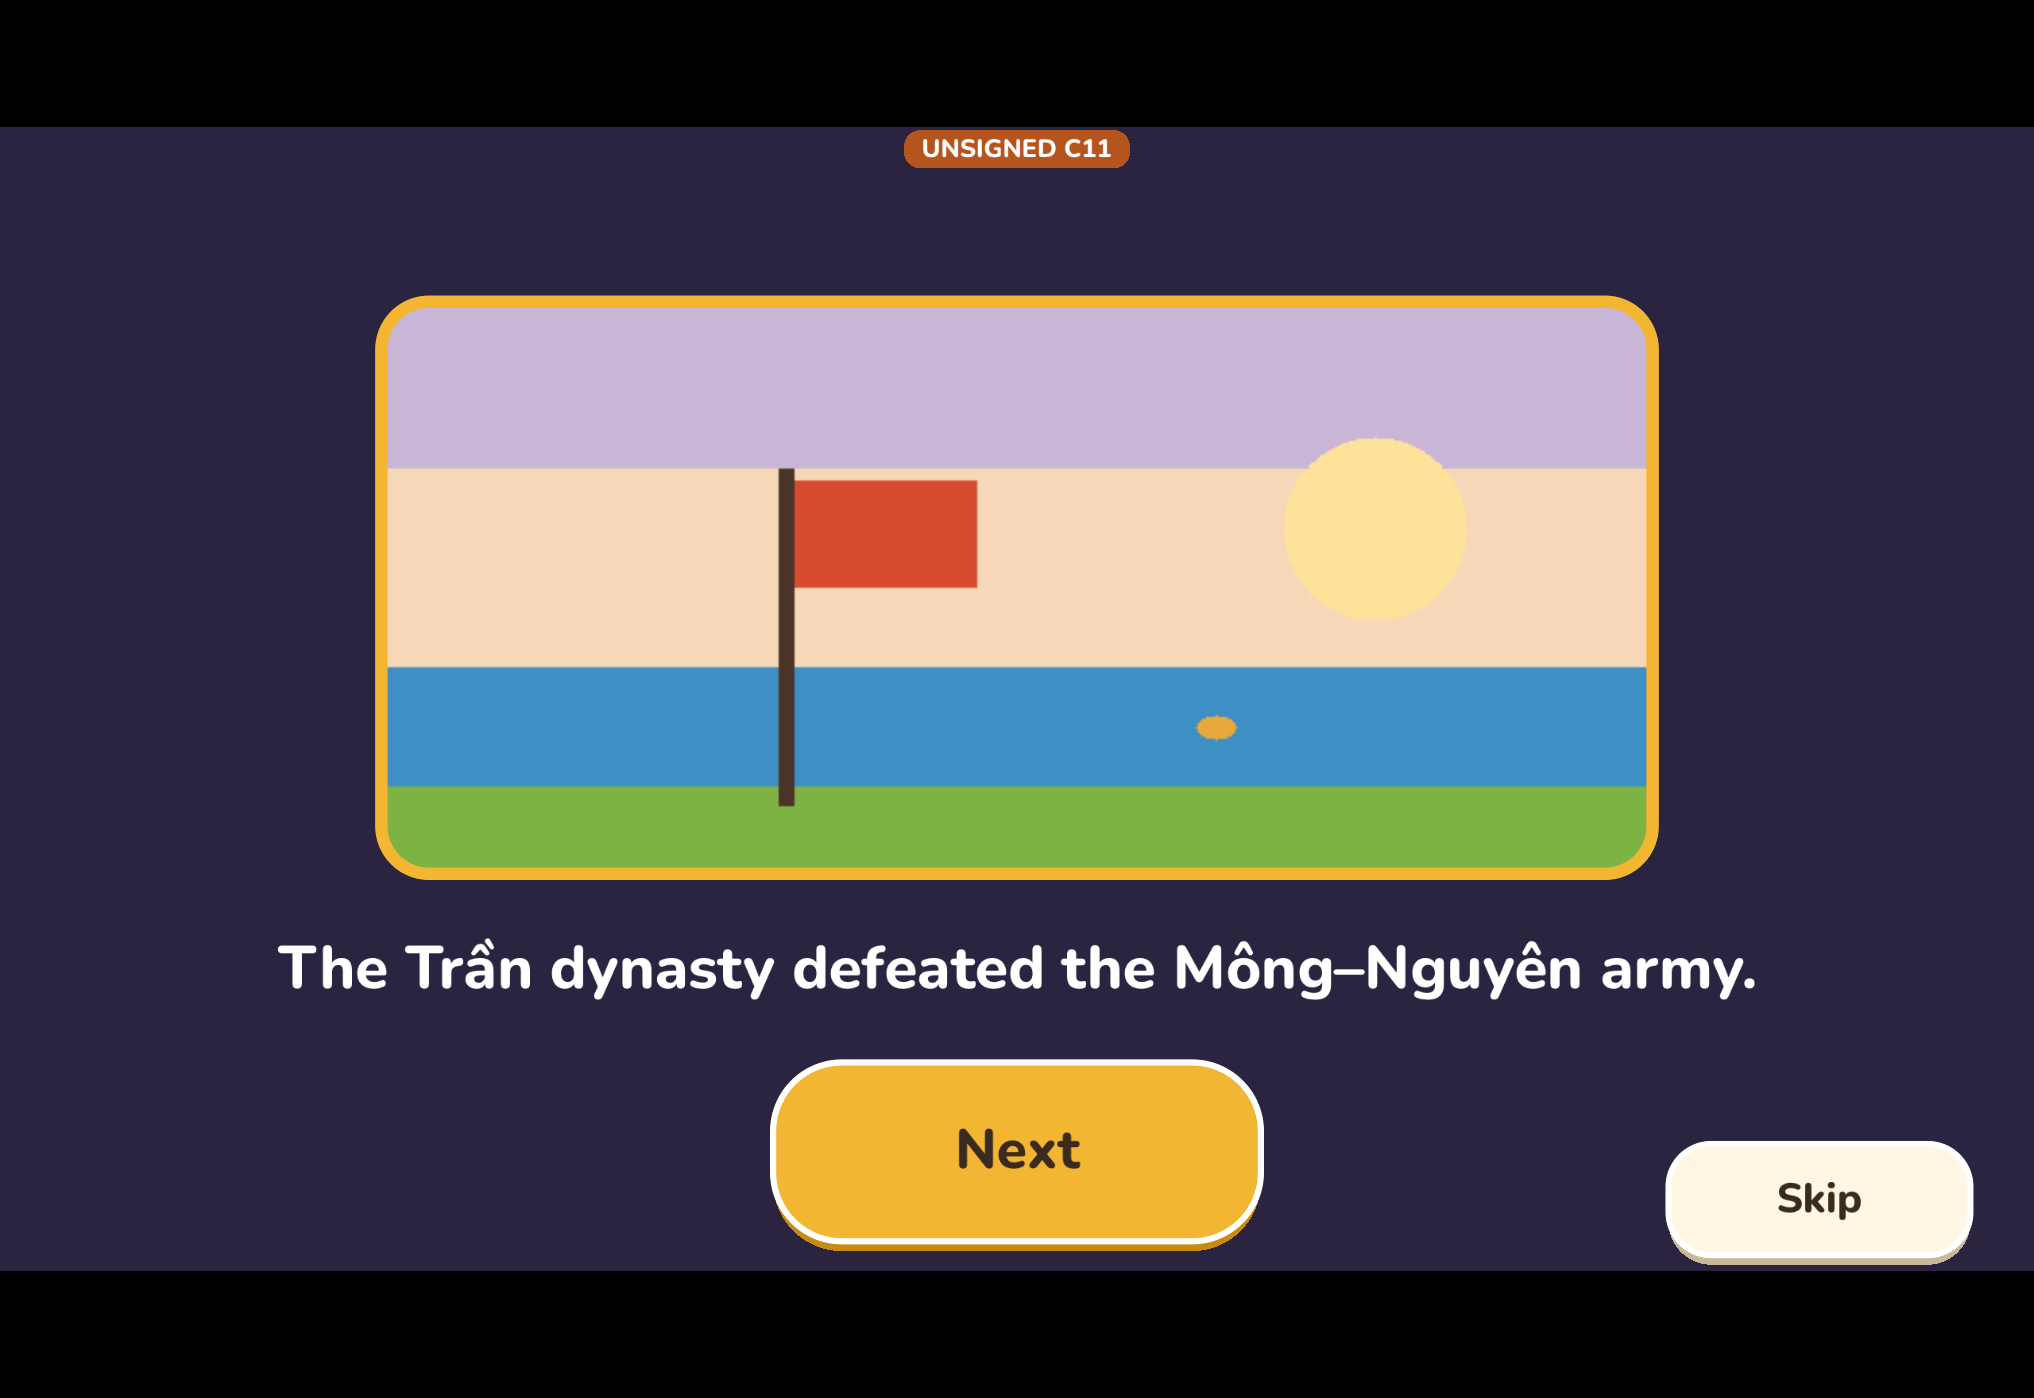 UNSIGNED C11
The Trần dynasty defeated the Mông–Nguyên army.
Next
Skip